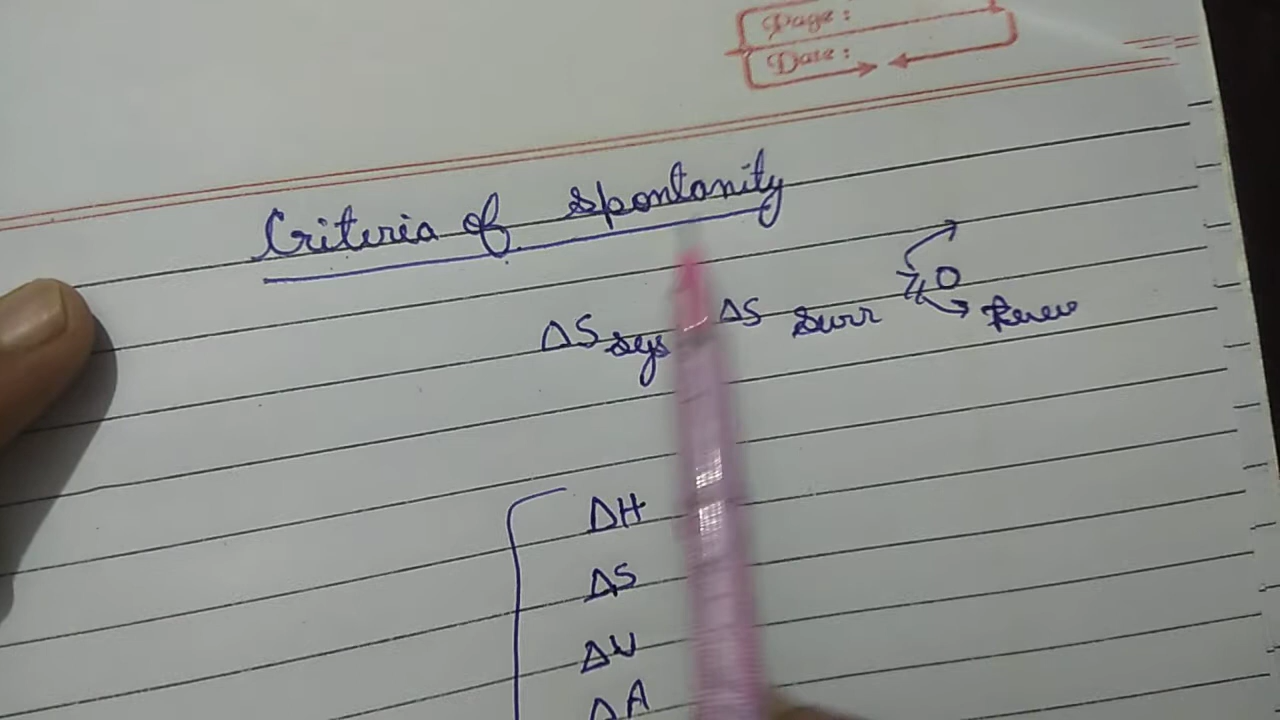 Page:
Date:
Criteria of spontanity
ΔS sys ΔS surr ≥ 0
ΔH
ΔS
ΔU
ΔA